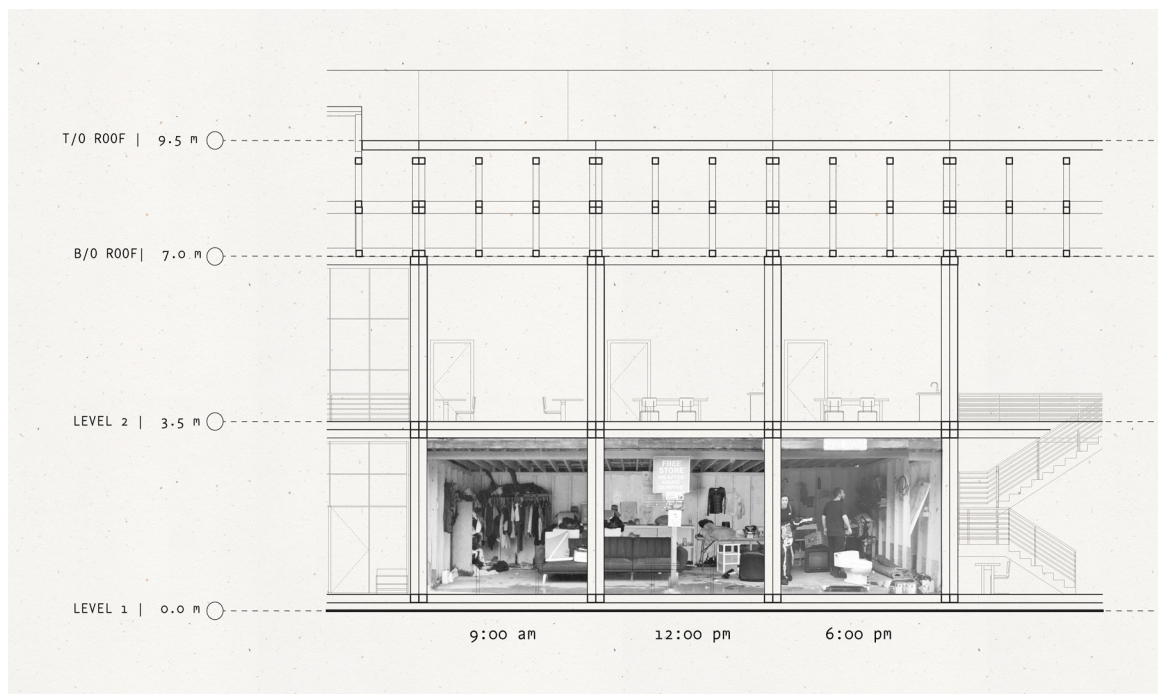 T/O ROOF | 9.5 m
B/O ROOF| 7.0 m
LEVEL 2 | 3.5 m
FREE
STORE
LEVEL 1 | 0.0 m
9:00 am 12:00 pm 6:00 pm